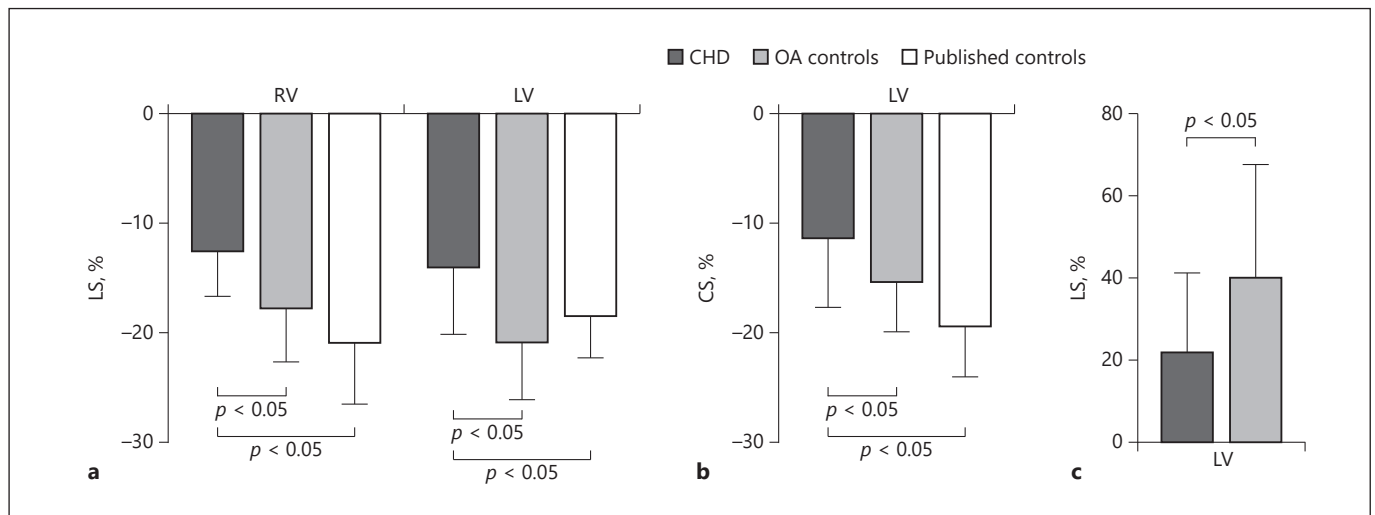 CHD OA controls Published controls
RV LV
0
–10
–20
–30
LS, %
p < 0.05
p < 0.05
p < 0.05
p < 0.05
a
LV
0
–10
–20
–30
CS, %
p < 0.05
p < 0.05
b
80
60
40
20
0
LS, %
p < 0.05
LV
c